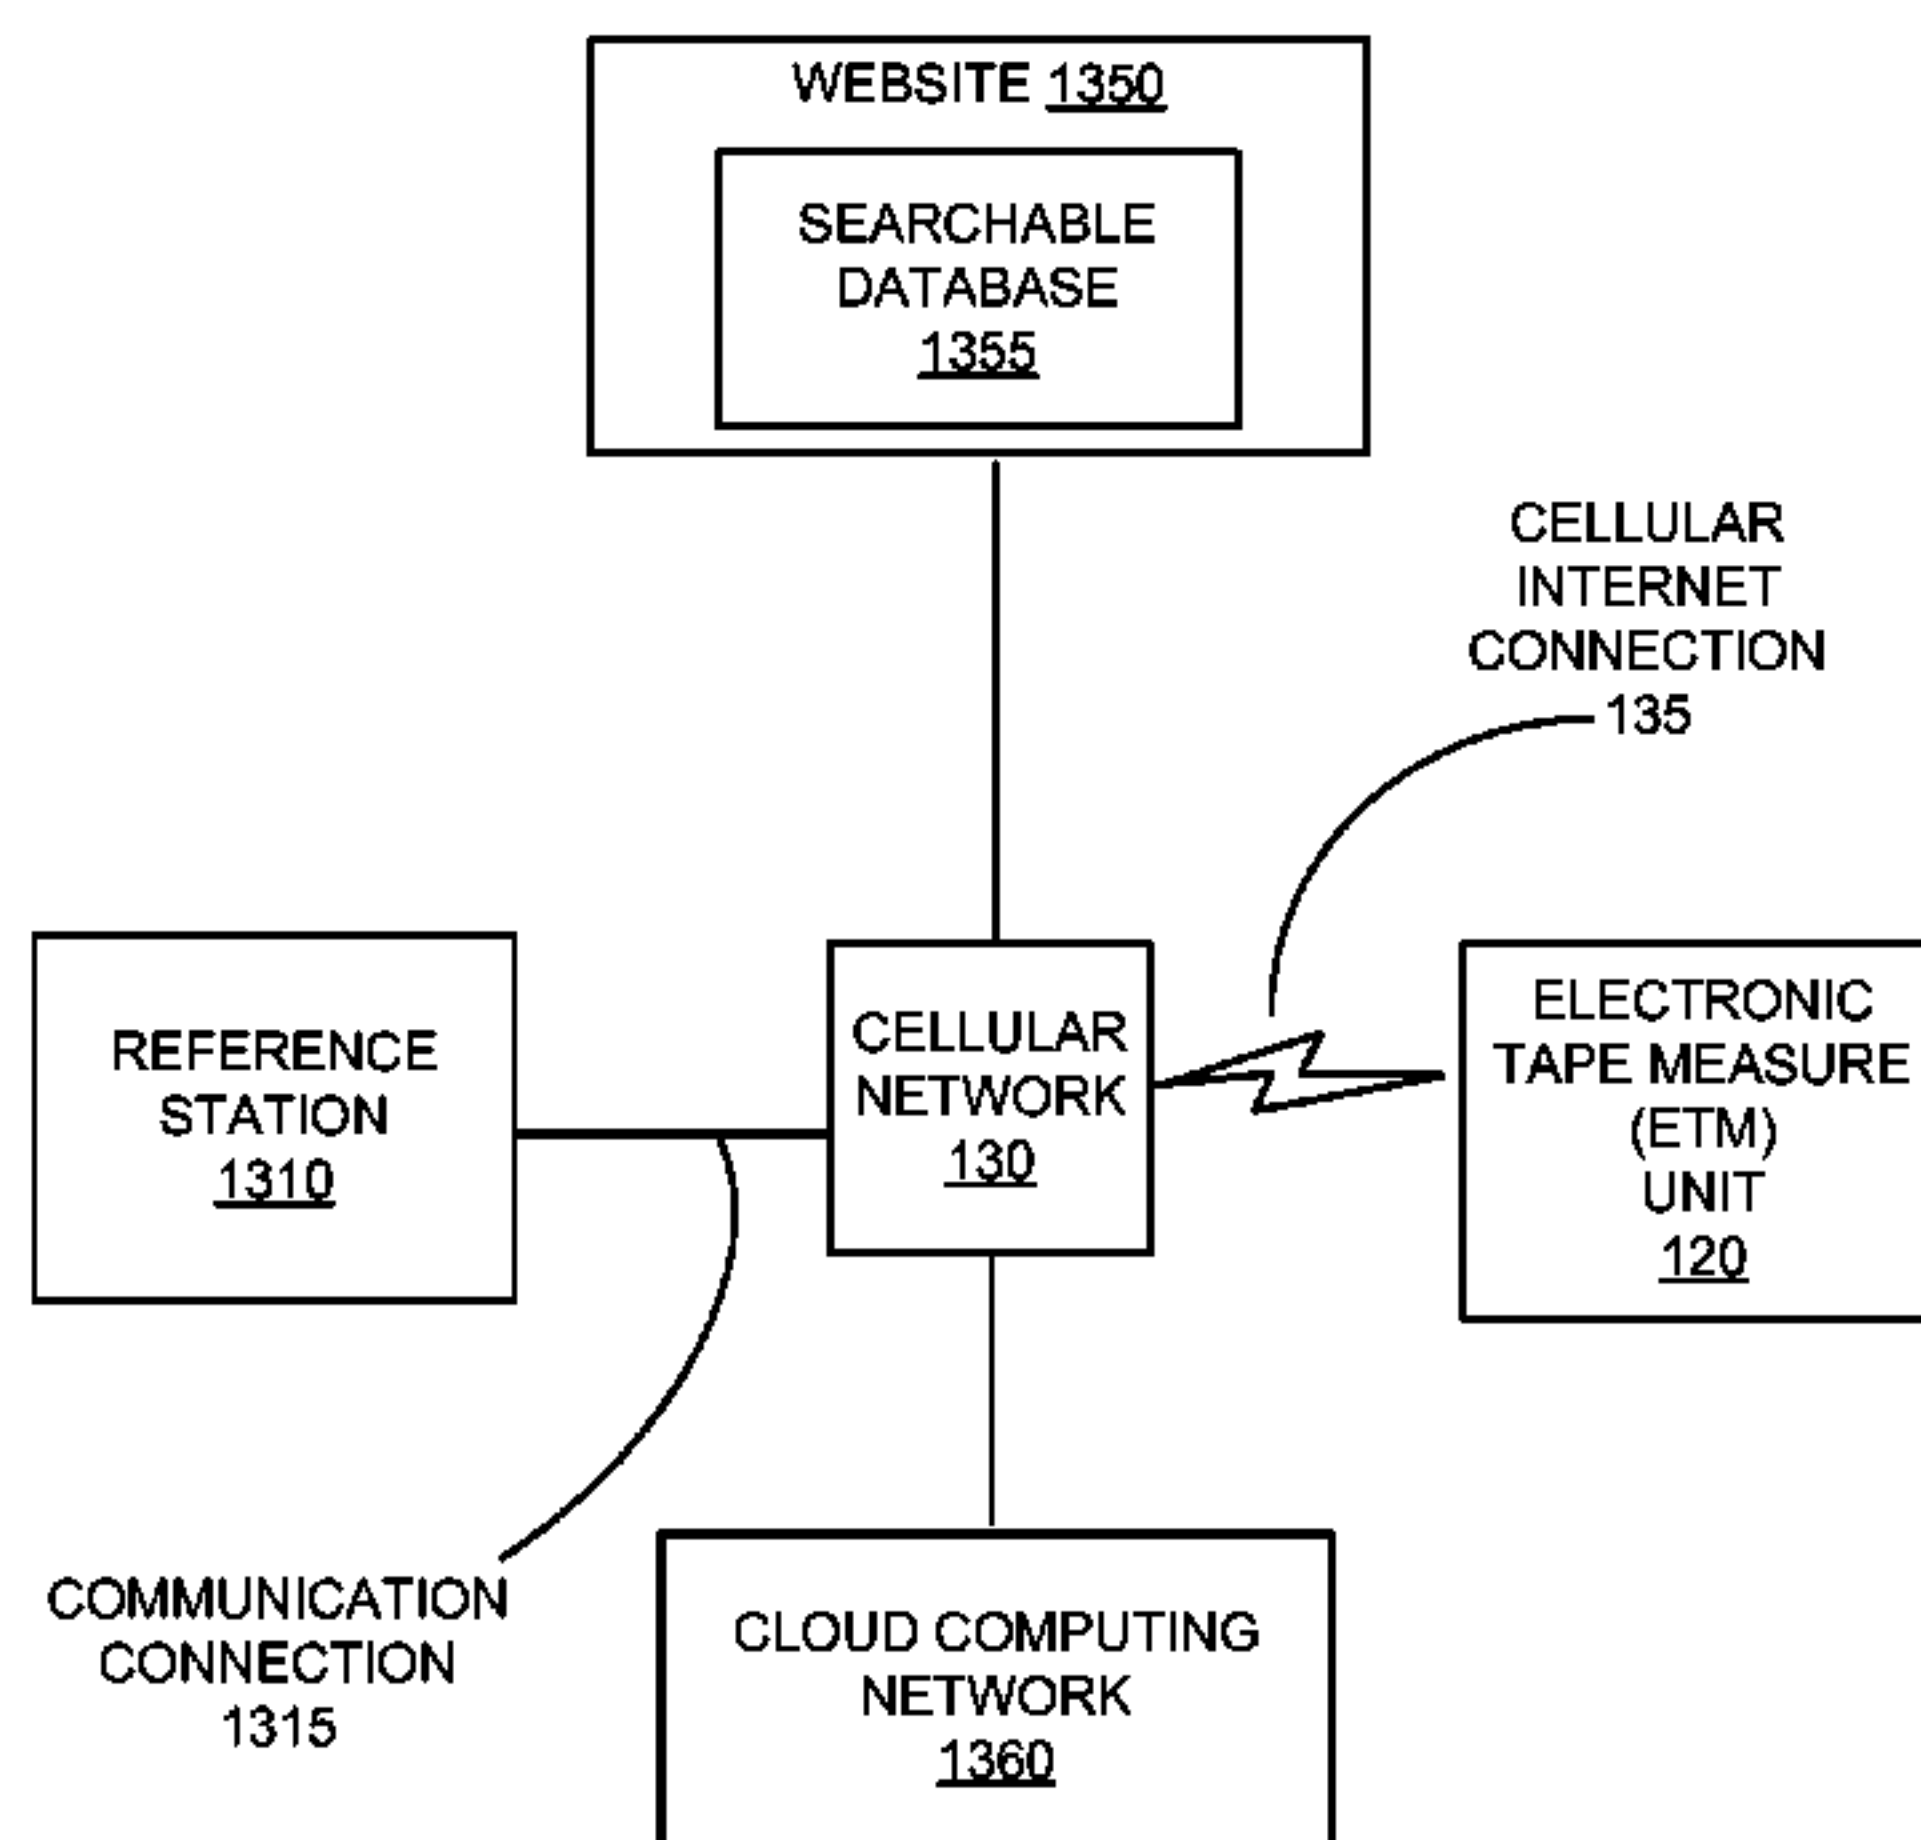 WEBSITE 1350
SEARCHABLE
DATABASE
1355
CELLULAR
INTERNET
CONNECTION
135
REFERENCE
STATION
1310
CELLULAR
NETWORK
130
ELECTRONIC
TAPE MEASURE
(ETM)
UNIT
120
COMMUNICATION
CONNECTION
1315
CLOUD COMPUTING
NETWORK
1360